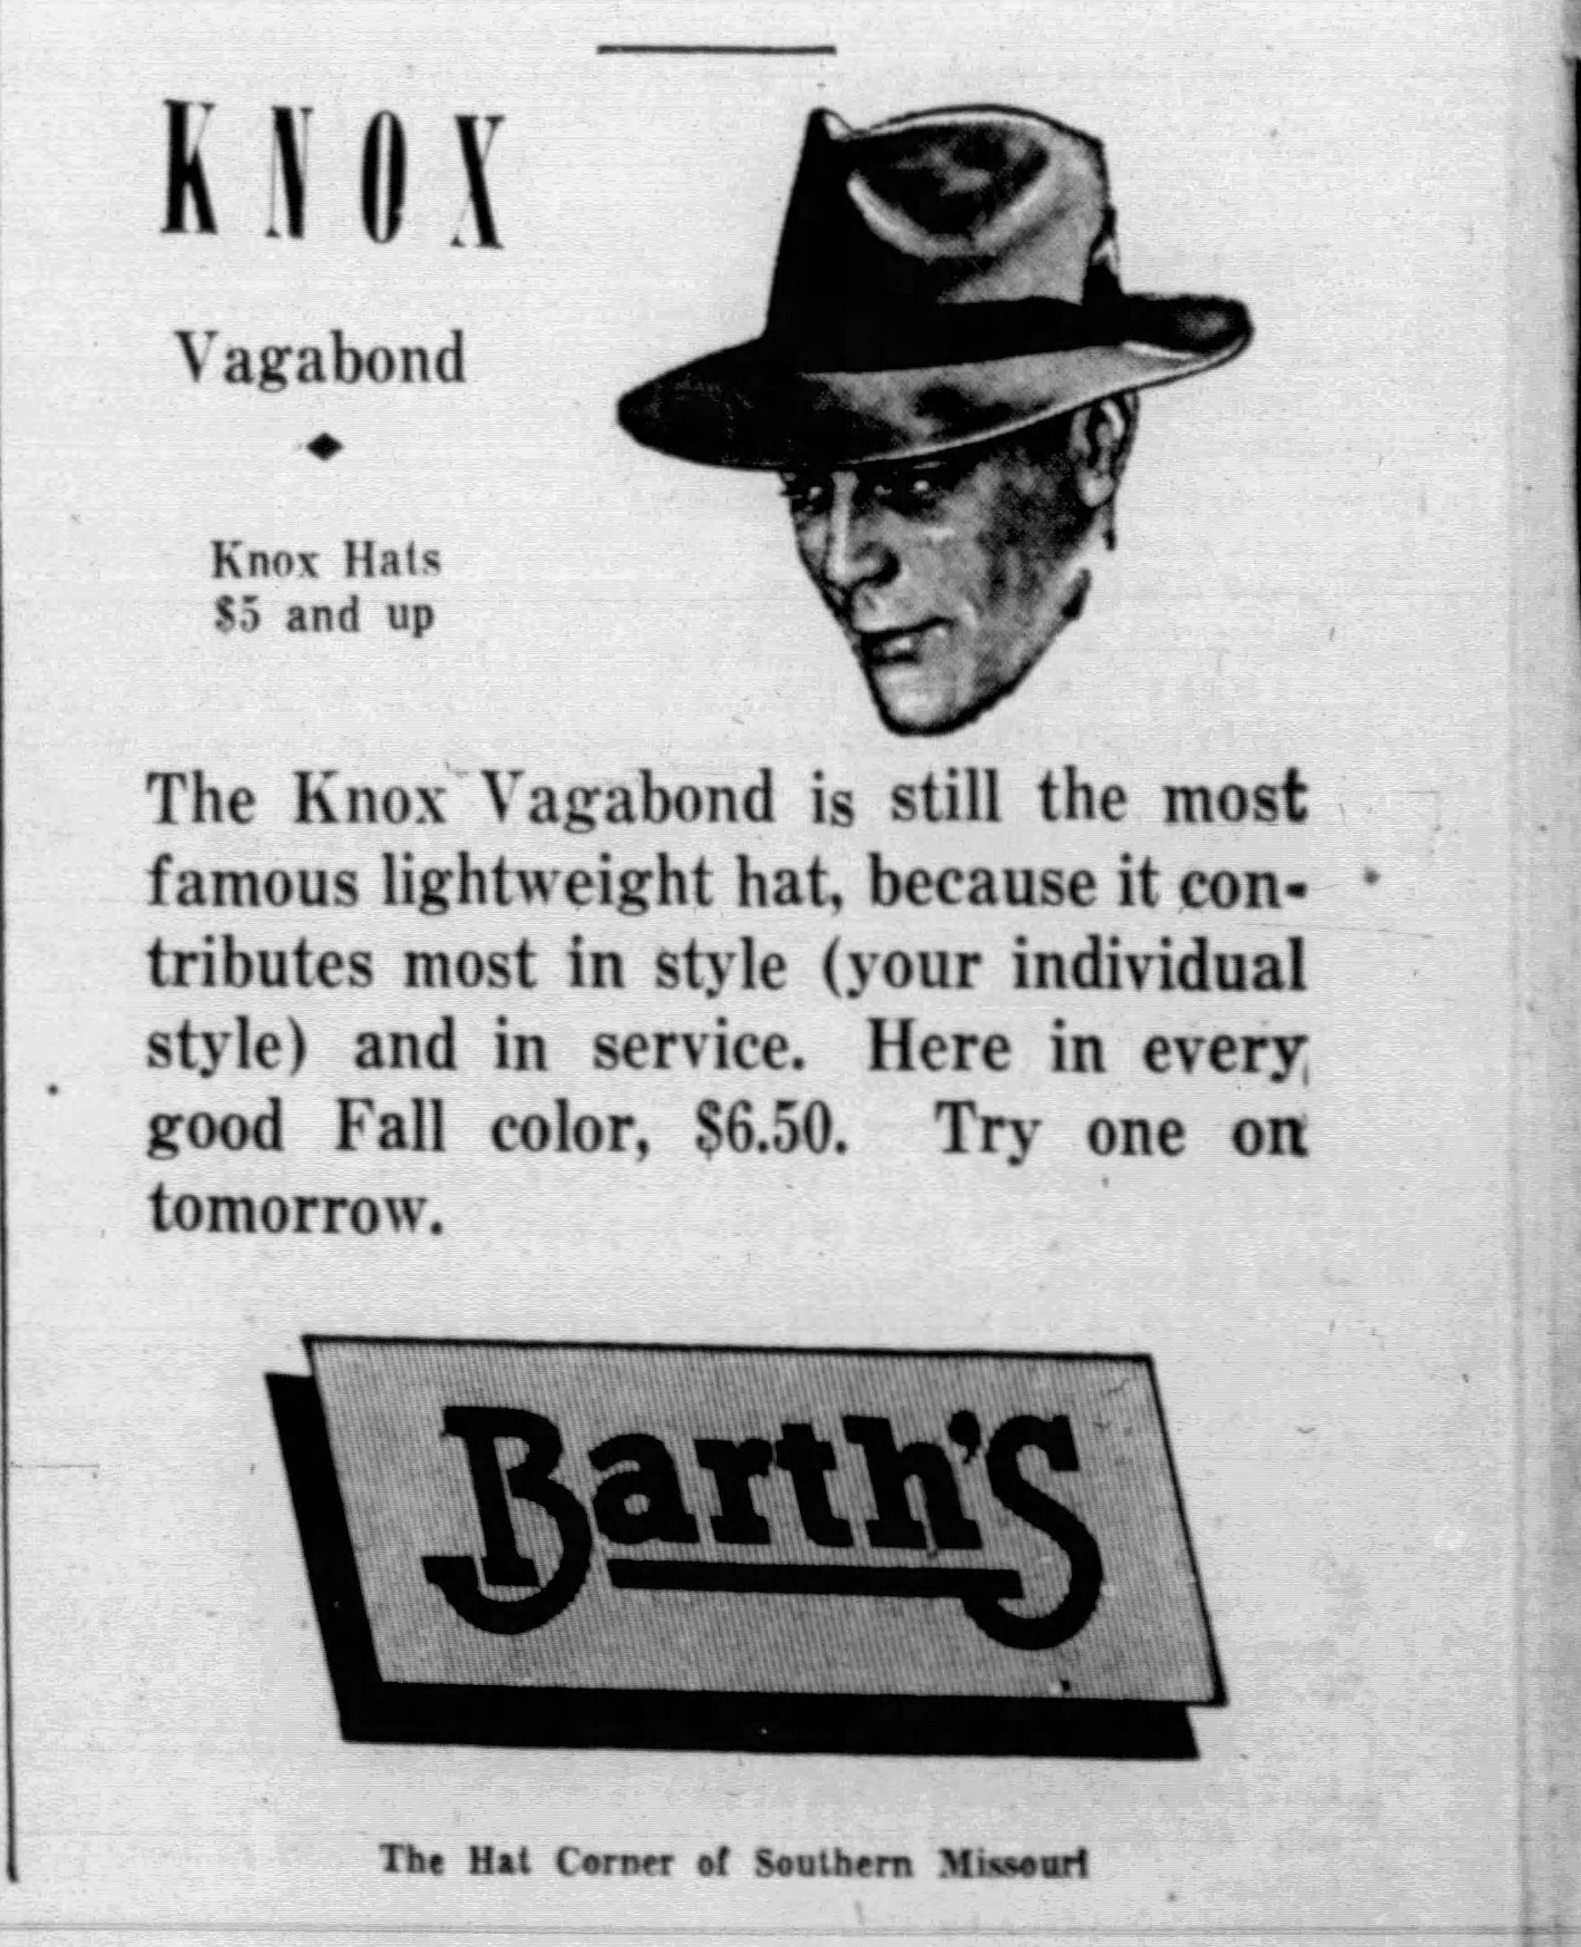 KNOX
Vagabond
Knox Hats
$5 and up
The Knox Vagabond is still the most
famous lightweight hat, because it con-
tributes most in style (your individual
style) and in service. Here in every
good Fall color, $6.50. Try one on
tomorrow.
Barth's
The Hat Corner of Southern Missouri